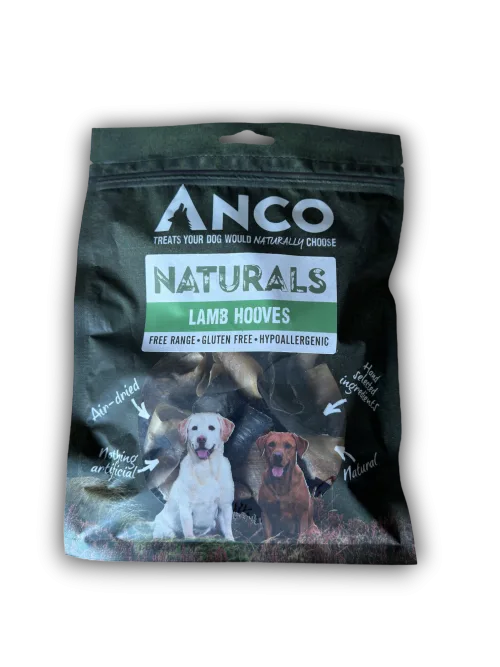 ANCO
TREATS YOUR DOG WOULD NATURALLY CHOOSE
NATURALS
LAMB HOOVES
FREE RANGE • GLUTEN FREE • HYPOALLERGENIC
Air-dried
Hand
selected
ingredients
Nothing
artificial
Natural